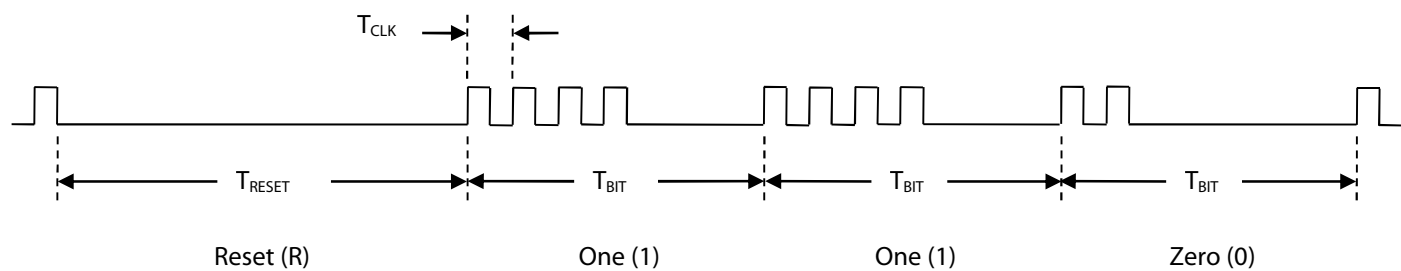 TCLK
TRESET
TBIT
TBIT
TBIT
Reset (R)
One (1)
One (1)
Zero (0)